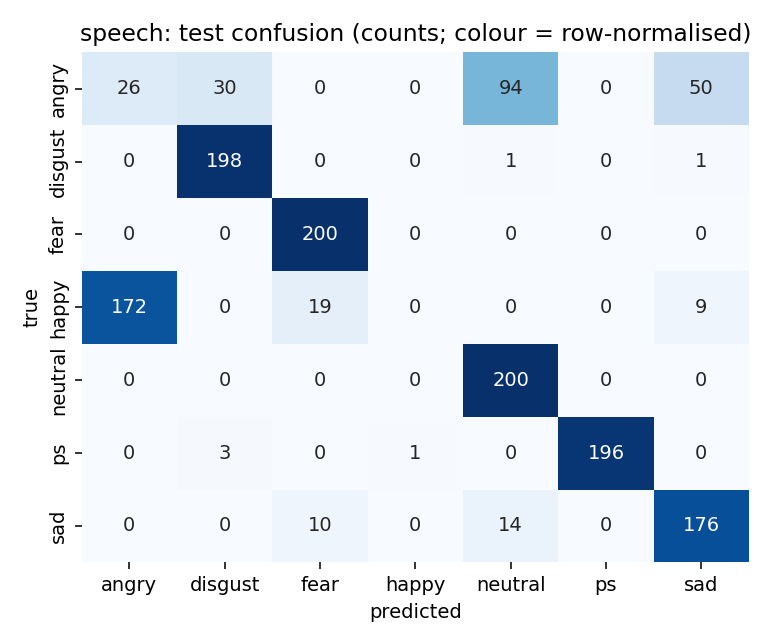 speech: test confusion (counts; colour = row-normalised)
true
angry 26 30 0 0 94 0 50
disgust 0 198 0 0 1 0 1
fear 0 0 200 0 0 0 0
happy 172 0 19 0 0 0 9
neutral 0 0 0 0 200 0 0
ps 0 3 0 1 0 196 0
sad 0 0 10 0 14 0 176
angry disgust fear happy neutral ps sad
predicted